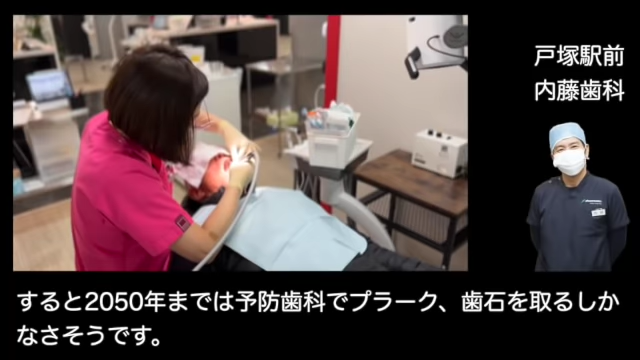 戸塚駅前
内藤歯科
すると2050年までは予防歯科でプラーク、歯石を取るしか
なさそうです。